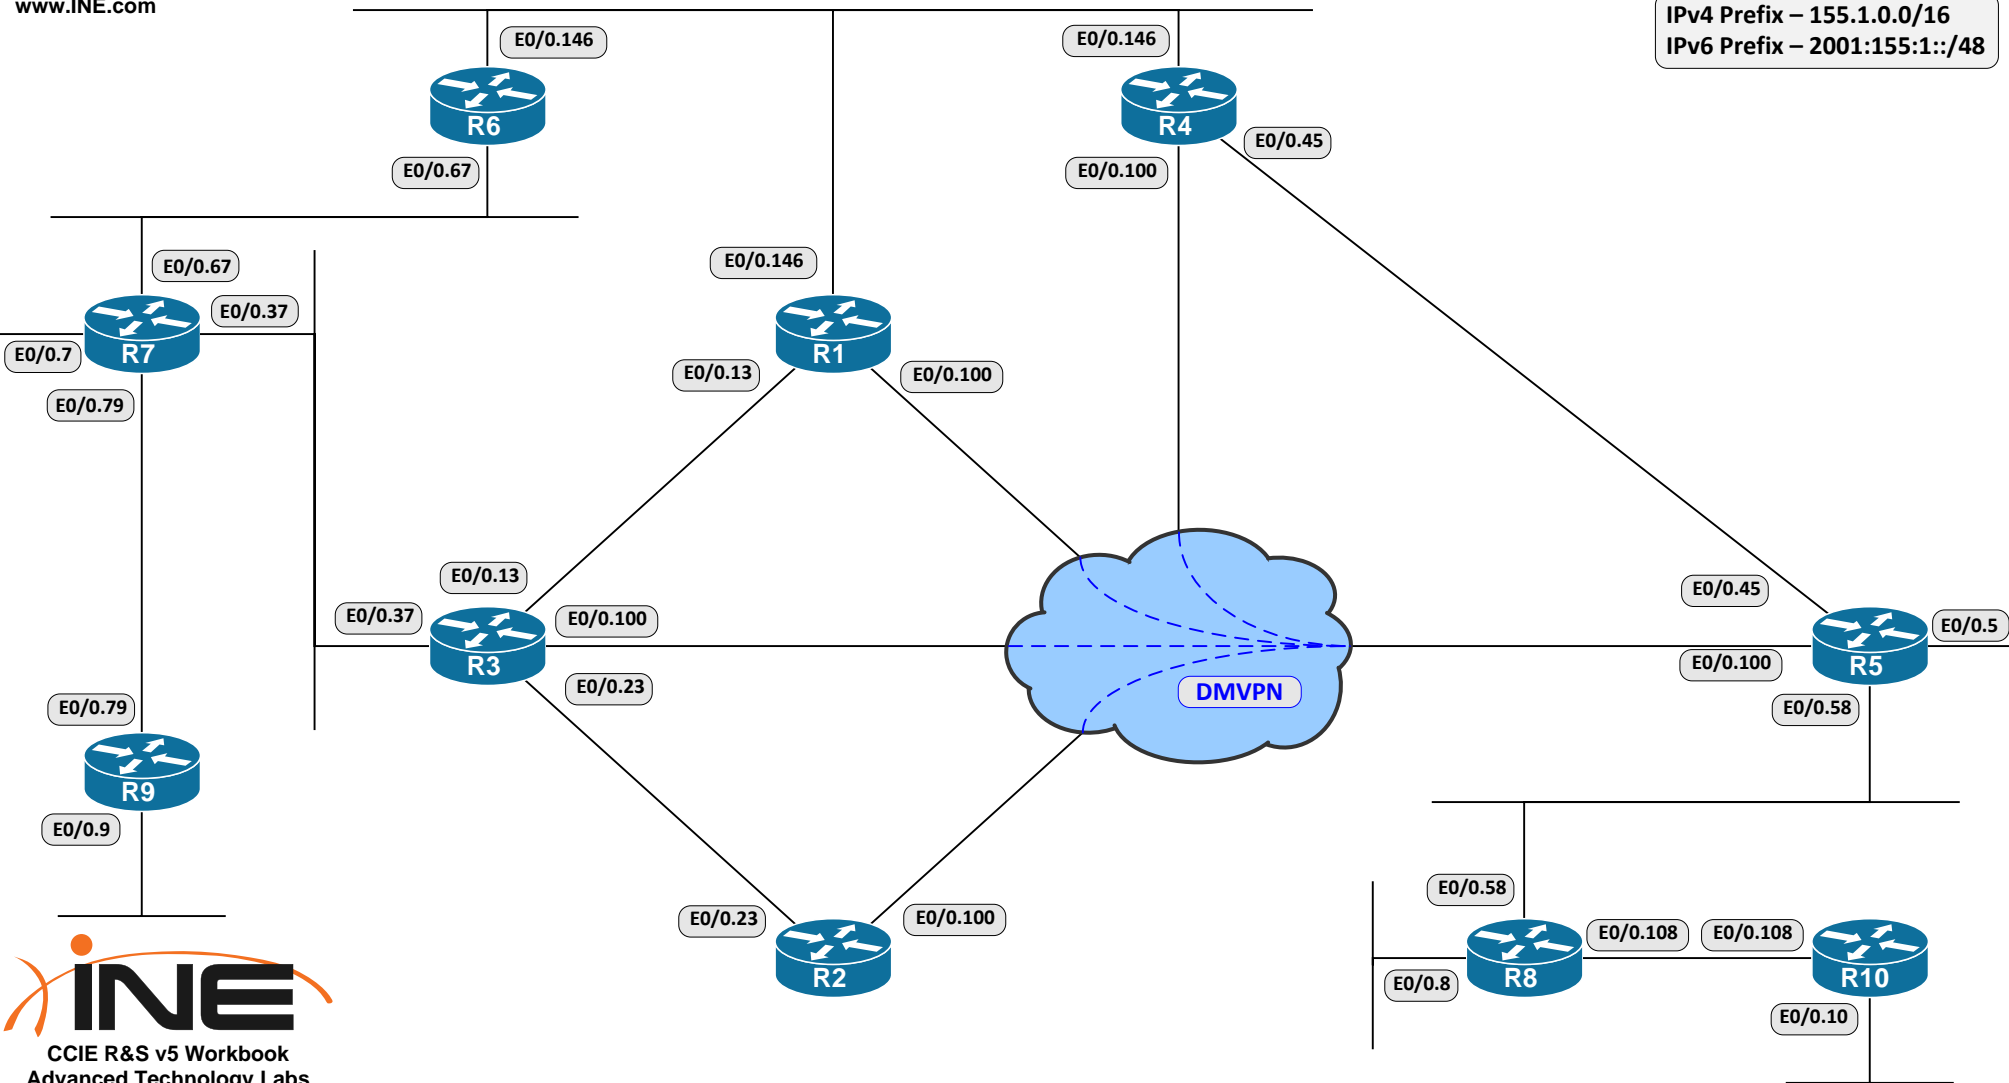 www.INE.com
IPv4 Prefix – 155.1.0.0/16
IPv6 Prefix – 2001:155:1::/48
E0/0.146
E0/0.146
R6
R4
E0/0.45
E0/0.67
E0/0.100
E0/0.67
E0/0.146
E0/0.37
R7
R1
E0/0.7
E0/0.13
E0/0.100
E0/0.79
E0/0.13
E0/0.45
E0/0.37
E0/0.100
E0/0.5
R3
R5
E0/0.100
E0/0.23
DMVPN
E0/0.79
E0/0.58
R9
E0/0.9
E0/0.58
E0/0.23
E0/0.100
E0/0.108
E0/0.108
R2
R8
R10
E0/0.8
E0/0.10
iNE
CCIE R&S v5 Workbook
Advanced Technology Labs